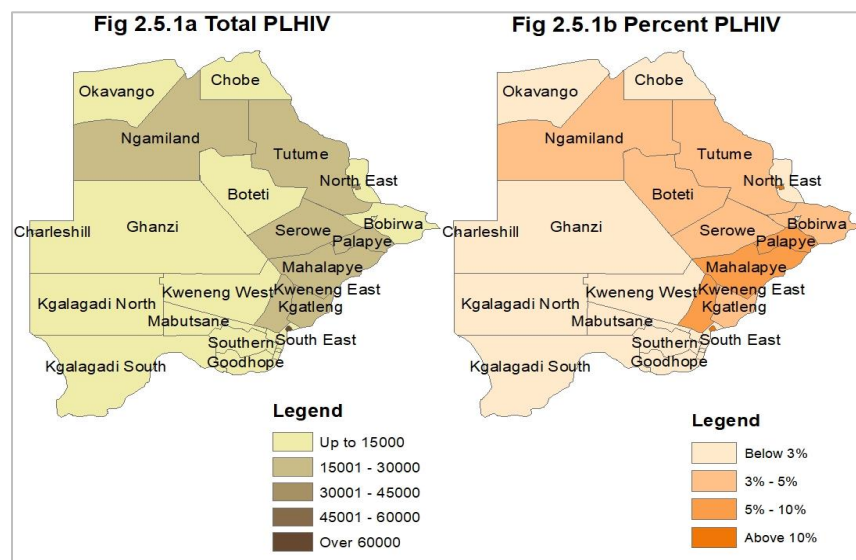 Fig 2.5.1a Total PLHIV
Okavango
Chobe
Ngamiland
Tutume
North East
Boteti
Bobirwa
Ghanzi
Charleshill
Serowe
Palapye
Mahalapye
Kweneng West
Kweneng East
Kgatleng
Kgalagadi North
Mabutsane
South East
Southern
Goodhope
Kgalagadi South
Legend
Up to 15000
15001 - 30000
30001 - 45000
45001 - 60000
Over 60000
Fig 2.5.1b Percent PLHIV
Okavango
Chobe
Ngamiland
Tutume
North East
Boteti
Bobirwa
Ghanzi
Charleshill
Serowe
Palapye
Mahalapye
Kweneng West
Kweneng East
Kgatleng
Kgalagadi North
Mabutsane
South East
Southern
Goodhope
Kgalagadi South
Legend
Below 3%
3% - 5%
5% - 10%
Above 10%